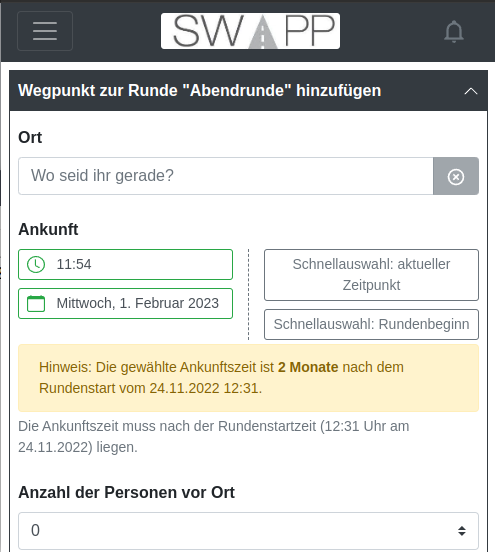 SWAPP
Wegpunkt zur Runde "Abendrunde" hinzufügen
Ort
Wo seid ihr gerade?
Ankunft
11:54
Mittwoch, 1. Februar 2023
Schnellauswahl: aktueller
Zeitpunkt
Schnellauswahl: Rundenbeginn
Hinweis: Die gewählte Ankunftszeit ist 2 Monate nach dem
Rundenstart vom 24.11.2022 12:31.
Die Ankunftszeit muss nach der Rundenstartzeit (12:31 Uhr am
24.11.2022) liegen.
Anzahl der Personen vor Ort
0